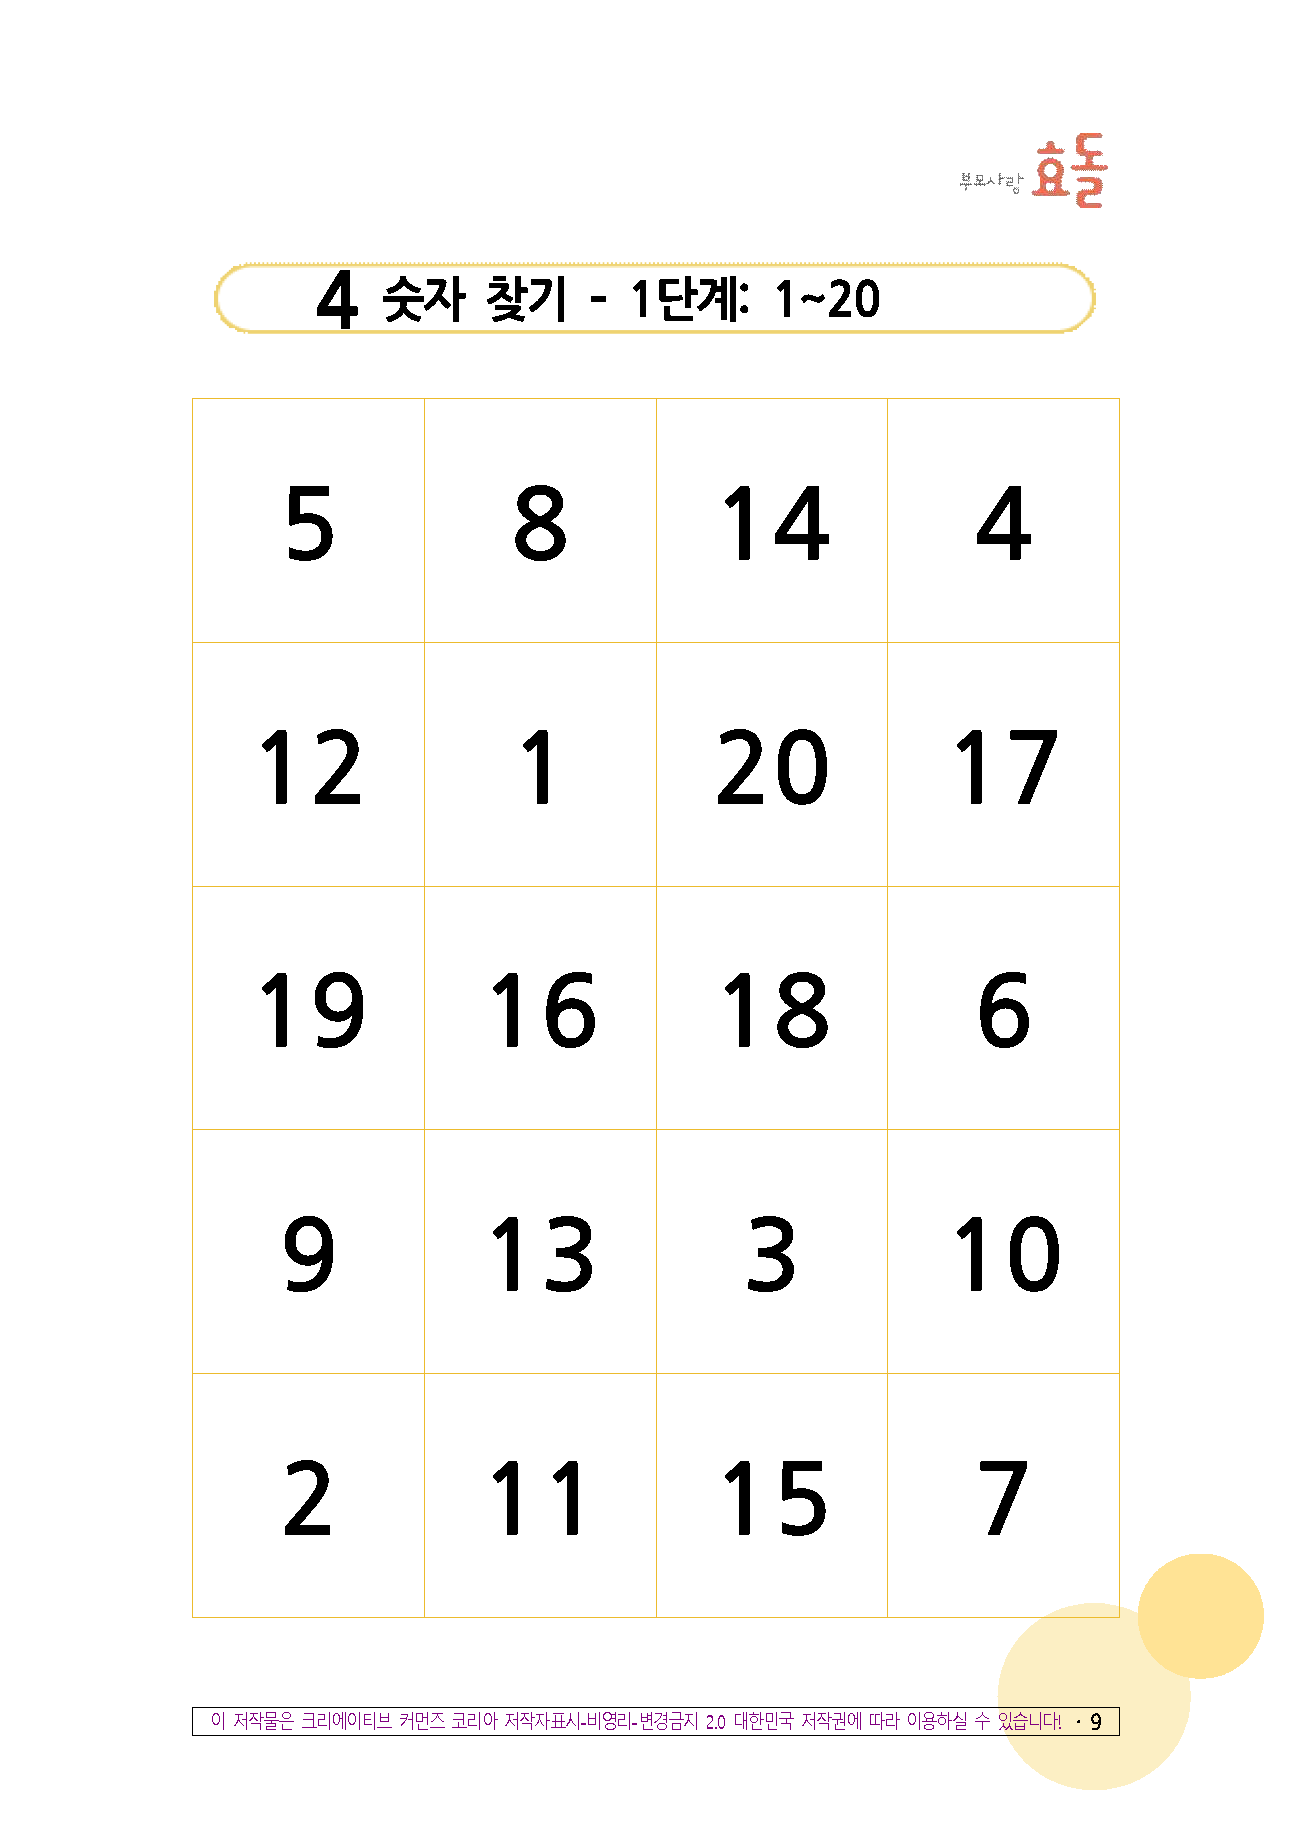 부모사랑 효돌
4 숫자 찾기 - 1단계: 1~20
5 8 14 4
12 1 20 17
19 16 18 6
9 13 3 10
2 11 15 7
이 저작물은 크리에이티브 커먼즈 코리아 저작자표시-비영리-변경금지 2.0 대한민국 저작권에 따라 이용하실 수 있습니다! · 9